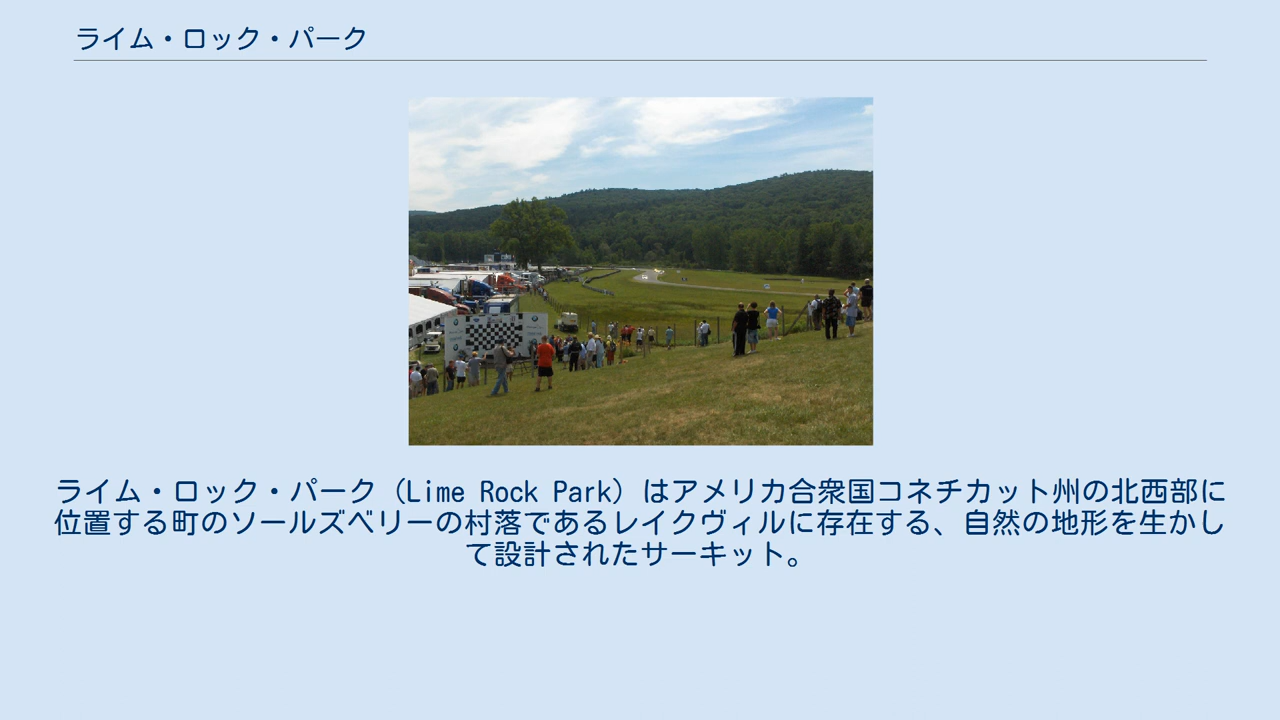 ライム・ロック・パーク
ライム・ロック・パーク（Lime Rock Park）はアメリカ合衆国コネチカット州の北西部に
位置する町のソールズベリーの村落であるレイクヴィルに存在する、自然の地形を生かし
て設計されたサーキット。